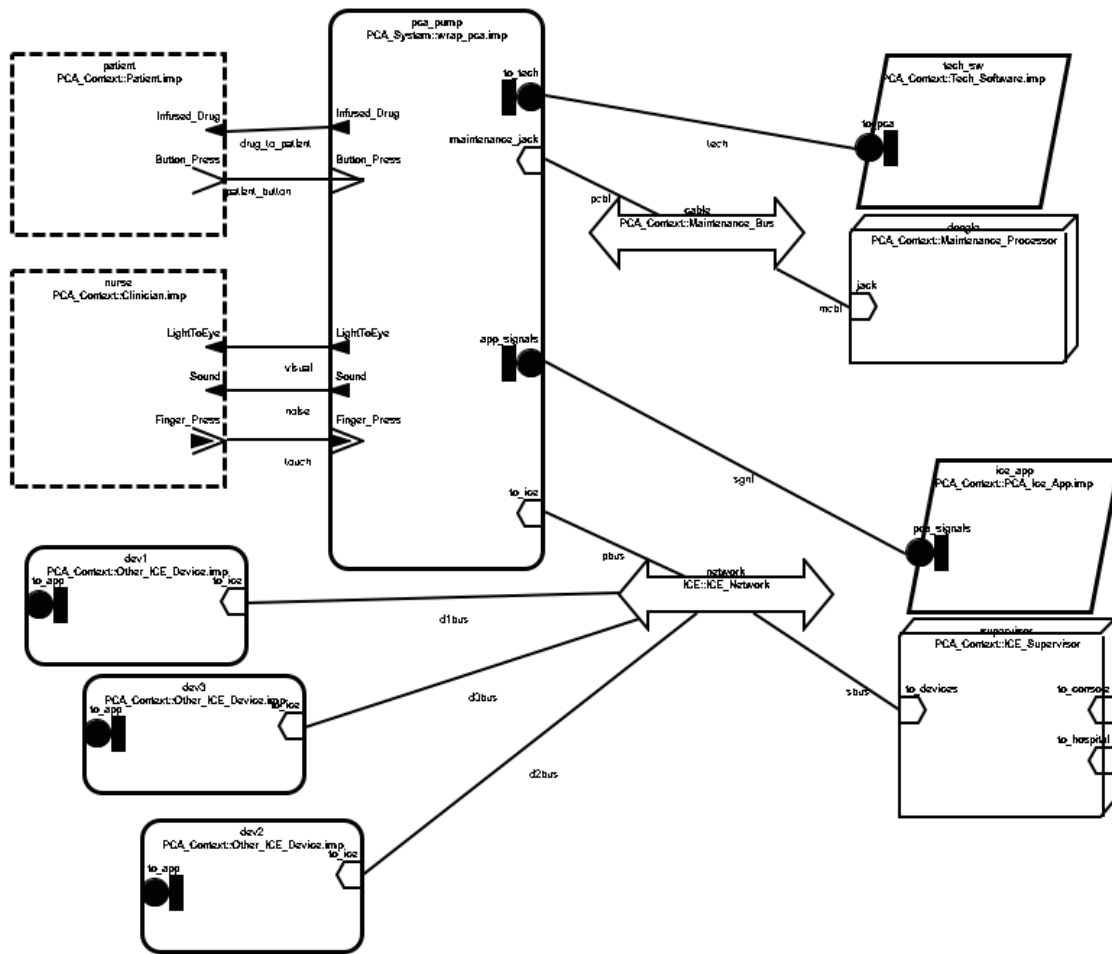 pca_pump
PCA_System::wrap_pca.imp
patient
PCA_Context::Patient.imp
Infused_Drug
Infused_Drug
drug_to_patient
Button_Press
Button_Press
patient_button
to_tech
maintenance_jack
tech
tech_sw
PCA_Context::Tech_Software.imp
to_pca
pcbl
cable
PCA_Context::Maintenance_Bus
mcbl
dongle
PCA_Context::Maintenance_Processor
jack
nurse
PCA_Context::Clinician.imp
LightToEye
LightToEye
visual
Sound
Sound
noise
Finger_Press
Finger_Press
touch
app_signals
sgnl
to_ice
pbus
ice_app
PCA_Context::PCA_Ice_App.imp
pca_signals
network
ICE::ICE_Network
dev1
PCA_Context::Other_ICE_Device.imp
to_app
to_ice
d1bus
dev3
PCA_Context::Other_ICE_Device.imp
to_app
to_ice
d3bus
dev2
PCA_Context::Other_ICE_Device.imp
to_app
to_ice
d2bus
sbus
supervisor
PCA_Context::ICE_Supervisor
to_devices
to_console
to_hospital